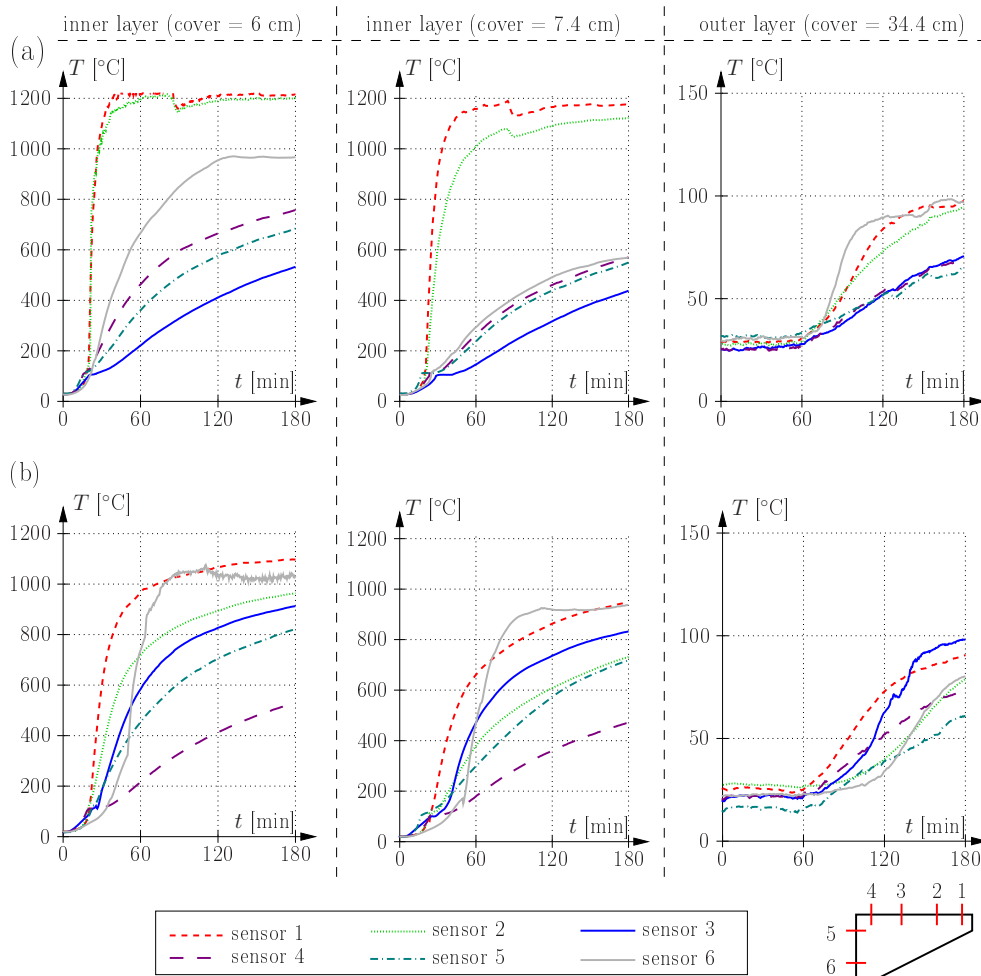 inner layer (cover = 6 cm) inner layer (cover = 7.4 cm) outer layer (cover = 34.4 cm)
(a)
T [°C] T [°C] T [°C]
1200 1200 150
1000 1000
800 800 100
600 600
400 400 50
200 200
0 0 0
t [min] t [min] t [min]
0 60 120 180 0 60 120 180 0 60 120 180
(b)
T [°C] T [°C] T [°C]
1200 1200 150
1000 1000
800 800 100
600 600
400 400 50
200 200
0 0 0
t [min] t [min] t [min]
0 60 120 180 0 60 120 180 0 60 120 180
sensor 1 sensor 2 sensor 3
sensor 4 sensor 5 sensor 6
4 3 2 1
5
6